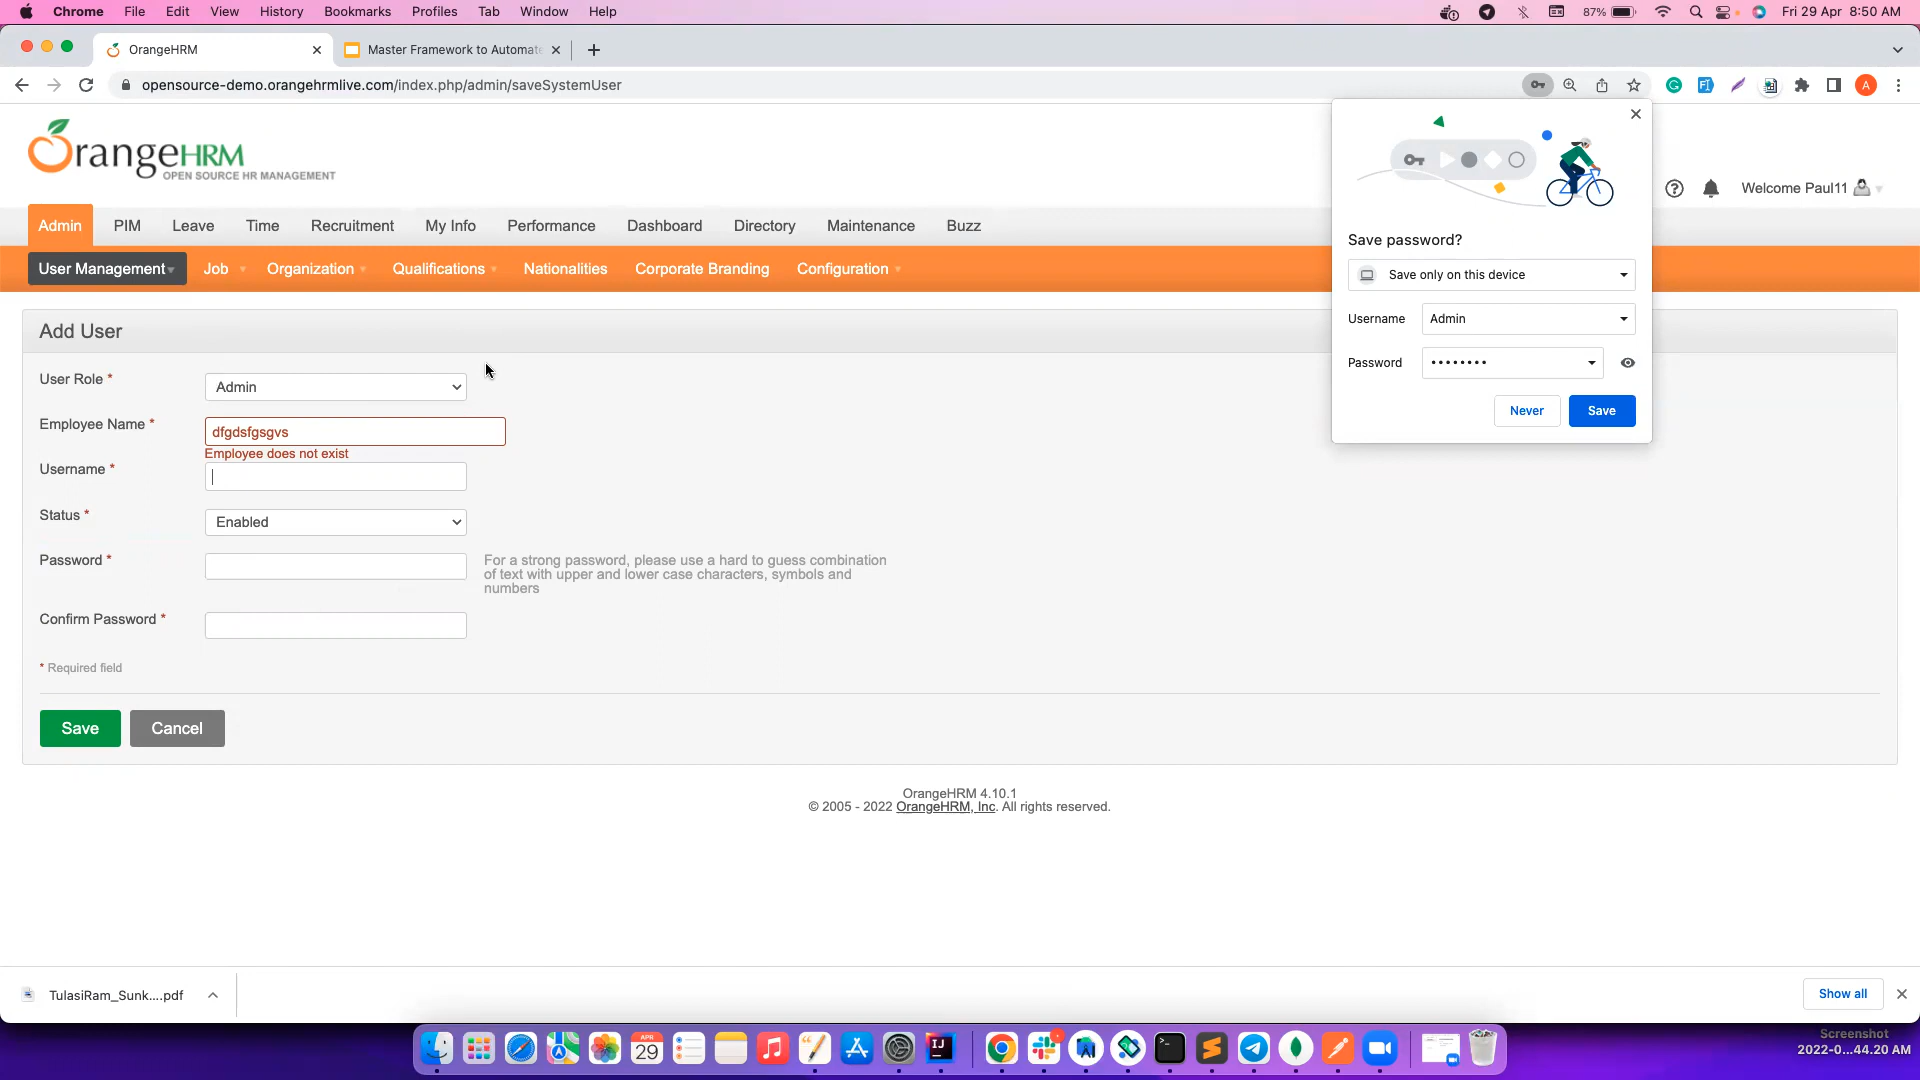 Chrome File Edit View History Bookmarks Profiles Tab Window Help 87% Fri 29 Apr 8:50 AM
OrangeHRM Master Framework to Automate
opensource-demo.orangehrmlive.com/index.php/admin/saveSystemUser A
OrangeHRM
OPEN SOURCE HR MANAGEMENT
Welcome Paul11
Admin PIM Leave Time Recruitment My Info Performance Dashboard Directory Maintenance Buzz
User Management Job Organization Qualifications Nationalities Corporate Branding Configuration
Save password?
Save only on this device
Username Admin
Password ••••••••
Never Save
Add User
User Role * Admin
Employee Name * dfgdsfgsgvs
Employee does not exist
Username *
Status * Enabled
Password * For a strong password, please use a hard to guess combination
of text with upper and lower case characters, symbols and
numbers
Confirm Password *
* Required field
Save Cancel
OrangeHRM 4.10.1
© 2005 - 2022 OrangeHRM, Inc. All rights reserved.
TulasiRam_Sunk....pdf Show all
APR
29
IJ
Screenshot
2022-0...44.20 AM